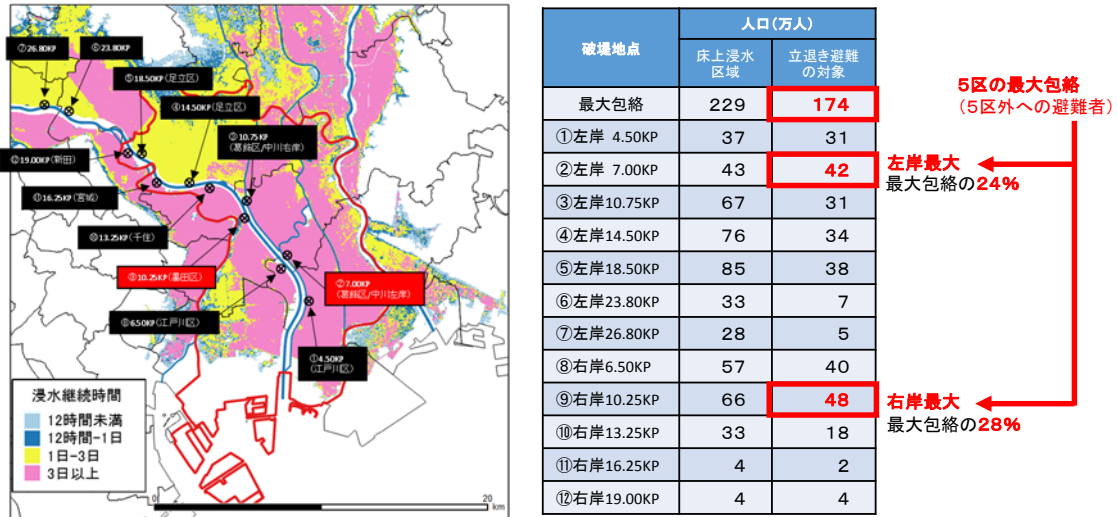 ⑦26.80KP
⑥23.80KP
⑤18.50KP(足立区)
④14.50KP(足立区)
③10.75KP
(葛飾区/中川右岸)
⑫19.00KP(新田)
⑪16.25KP(宮城)
⑩13.25KP(千住)
⑨10.25KP(墨田区)
②7.00KP
(葛飾区/中川左岸)
⑧6.50KP(江戸川区)
①4.50KP
(江戸川区)
浸水継続時間
12時間未満
12時間-1日
1日-3日
3日以上
0 20
km
破堤地点 人口(万人)
床上浸水
区域
立退き避難
の対象
最大包絡 229 174
①左岸 4.50KP 37 31
②左岸 7.00KP 43 42
③左岸10.75KP 67 31
④左岸14.50KP 76 34
⑤左岸18.50KP 85 38
⑥左岸23.80KP 33 7
⑦左岸26.80KP 28 5
⑧右岸6.50KP 57 40
⑨右岸10.25KP 66 48
⑩右岸13.25KP 33 18
⑪右岸16.25KP 4 2
⑫右岸19.00KP 4 4
5区の最大包絡
(5区外への避難者)
左岸最大
最大包絡の24%
右岸最大
最大包絡の28%